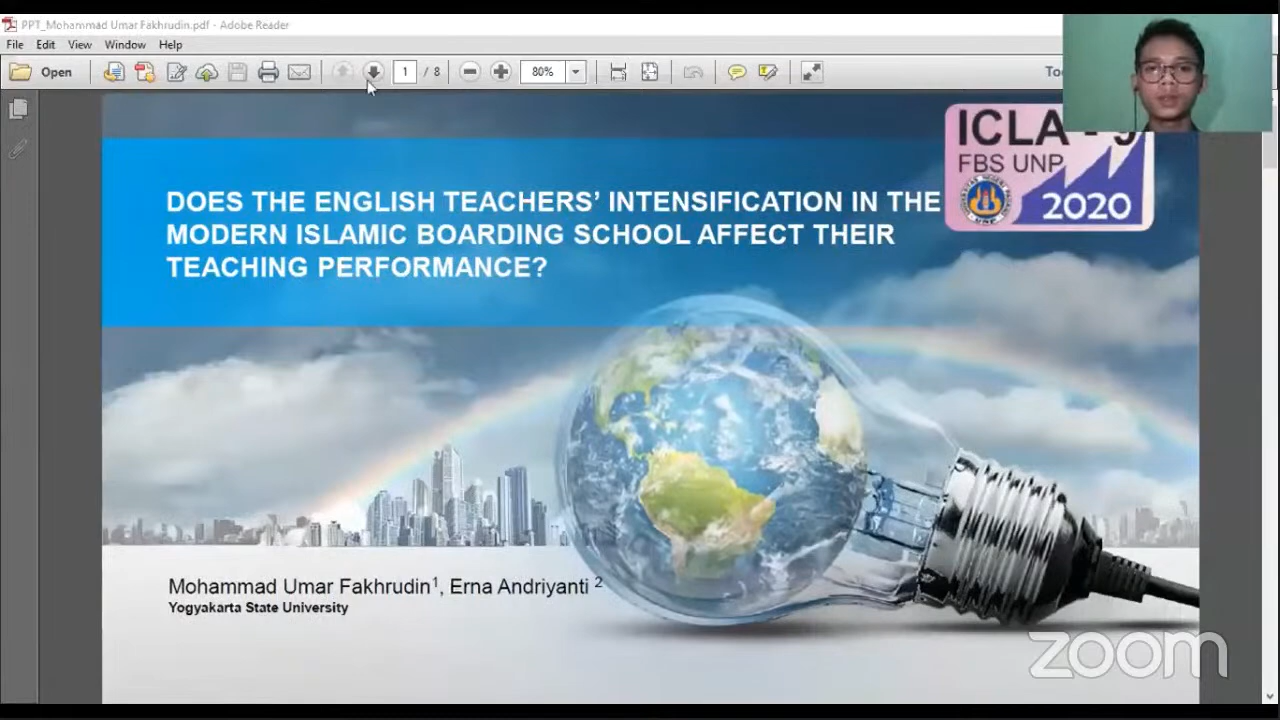 PPT_Mohammad Umar Fakhrudin.pdf - Adobe Reader
File Edit View Window Help
Open 1 / 8 80%
ICLA - 9
FBS UNP
2020
DOES THE ENGLISH TEACHERS’ INTENSIFICATION IN THE
MODERN ISLAMIC BOARDING SCHOOL AFFECT THEIR
TEACHING PERFORMANCE?
Mohammad Umar Fakhrudin1, Erna Andriyanti 2
Yogyakarta State University
zoom